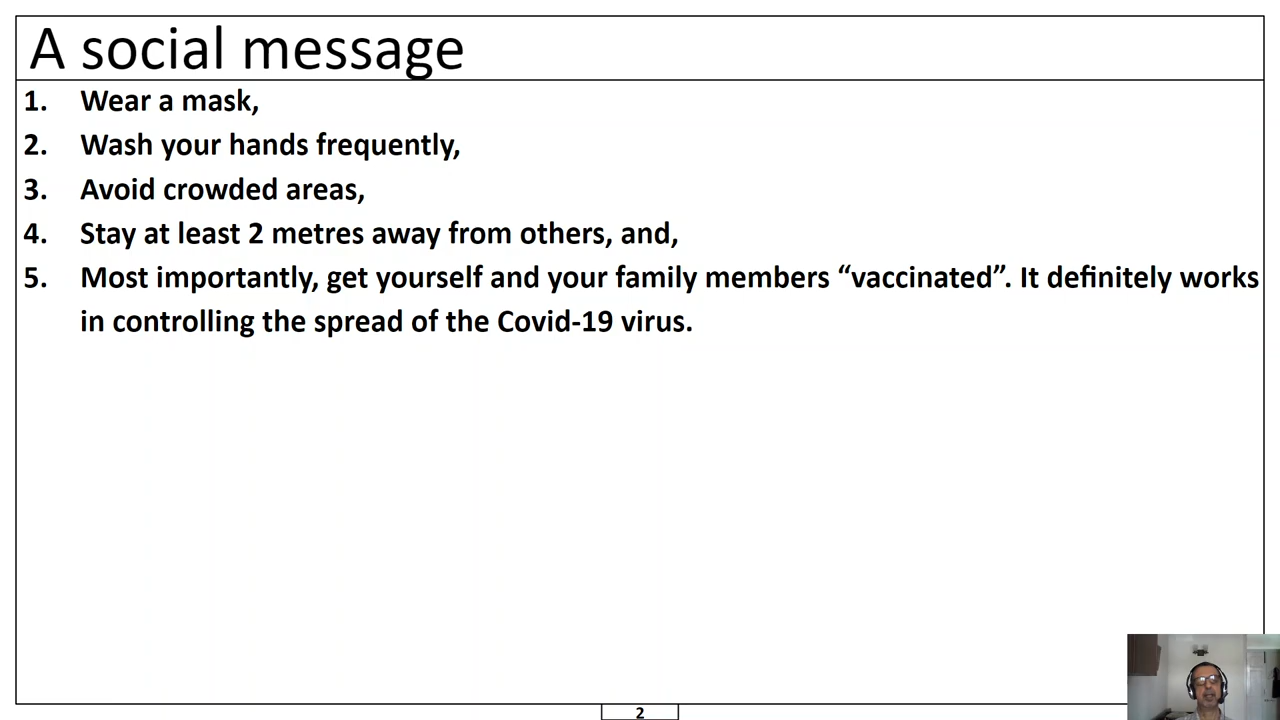 A social message
1. Wear a mask,
2. Wash your hands frequently,
3. Avoid crowded areas,
4. Stay at least 2 metres away from others, and,
5. Most importantly, get yourself and your family members “vaccinated”. It definitely works
in controlling the spread of the Covid-19 virus.
2